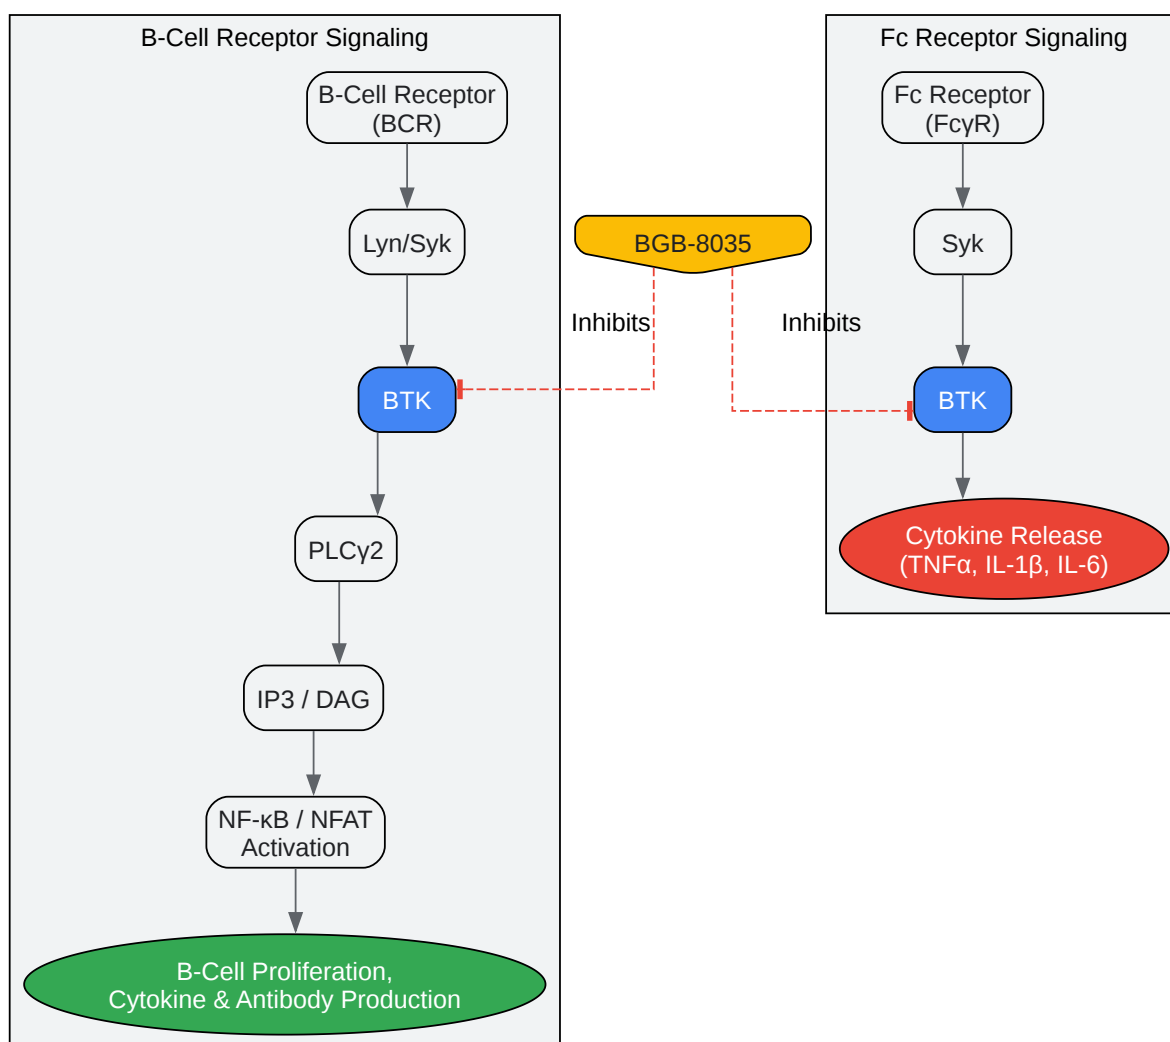 B-Cell Receptor Signaling
B-Cell Receptor
(BCR)
Lyn/Syk
BTK
PLCγ2
IP3 / DAG
NF-κB / NFAT
Activation
B-Cell Proliferation,
Cytokine & Antibody Production
BGB-8035
Inhibits
Inhibits
Fc Receptor Signaling
Fc Receptor
(FcγR)
Syk
BTK
Cytokine Release
(TNFα, IL-1β, IL-6)